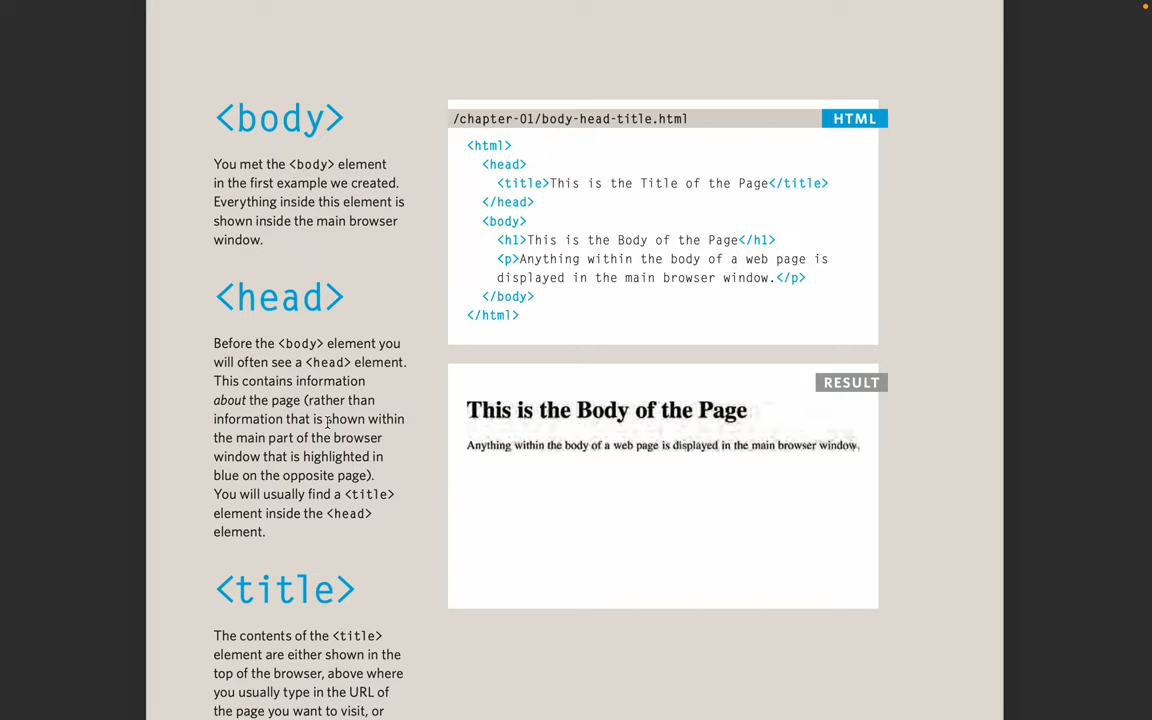 <body>
You met the <body> element
in the first example we created.
Everything inside this element is
shown inside the main browser
window.
<head>
Before the <body> element you
will often see a <head> element.
This contains information
about the page (rather than
information that is shown within
the main part of the browser
window that is highlighted in
blue on the opposite page).
You will usually find a <title>
element inside the <head>
element.
<title>
The contents of the <title>
element are either shown in the
top of the browser, above where
you usually type in the URL of
the page you want to visit, or
/chapter-01/body-head-title.html
HTML
<html>
<head>
<title>This is the Title of the Page</title>
</head>
<body>
<h1>This is the Body of the Page</h1>
<p>Anything within the body of a web page is
displayed in the main browser window.</p>
</body>
</html>
RESULT
This is the Body of the Page
Anything within the body of a web page is displayed in the main browser window.